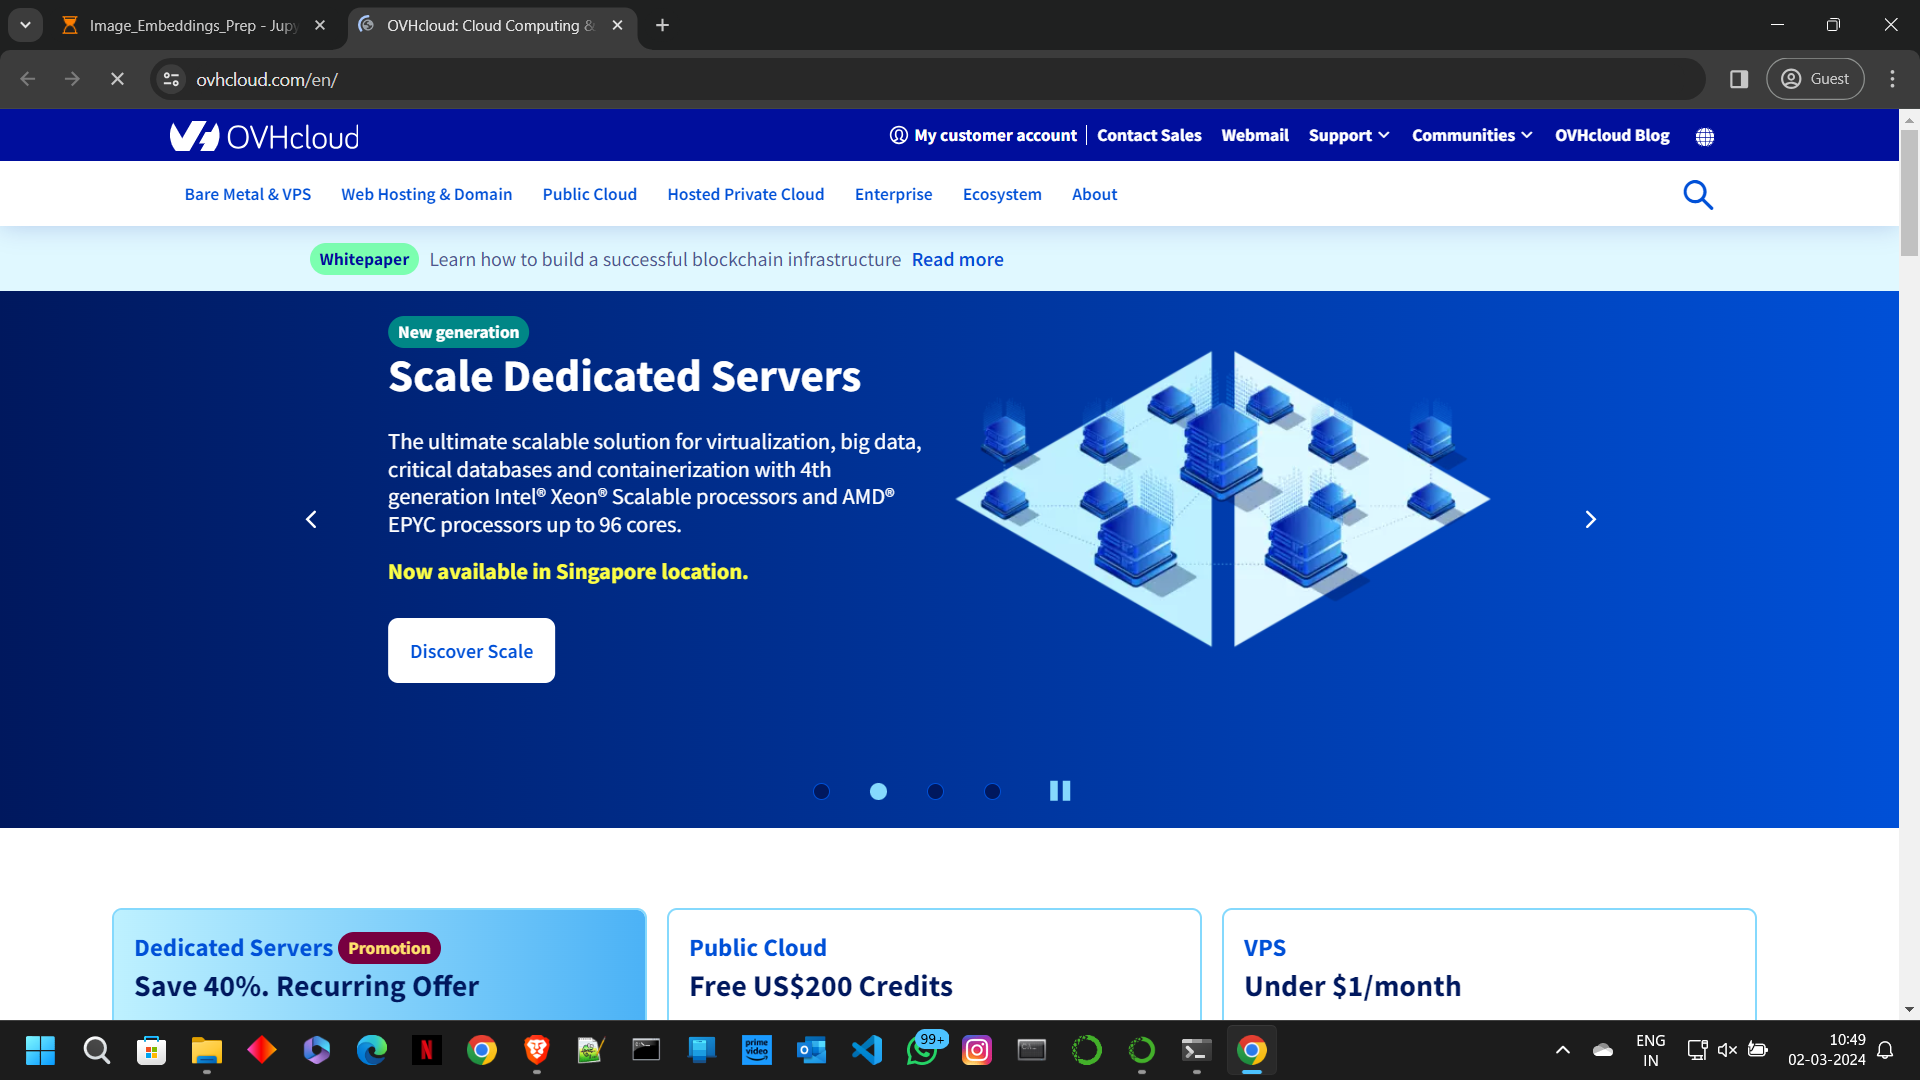 Image_Embeddings_Prep - Jupy
OVHcloud: Cloud Computing &
ovhcloud.com/en/
Guest
OVHcloud
My customer account
Contact Sales
Webmail
Support
Communities
OVHcloud Blog
Bare Metal & VPS
Web Hosting & Domain
Public Cloud
Hosted Private Cloud
Enterprise
Ecosystem
About
Whitepaper
Learn how to build a successful blockchain infrastructure Read more
New generation
Scale Dedicated Servers
The ultimate scalable solution for virtualization, big data,
critical databases and containerization with 4th
generation Intel® Xeon® Scalable processors and AMD®
EPYC processors up to 96 cores.
Now available in Singapore location.
Discover Scale
Dedicated Servers Promotion
Save 40%. Recurring Offer
Public Cloud
Free US$200 Credits
VPS
Under $1/month
99+
prime
video
ENG
IN
10:49
02-03-2024